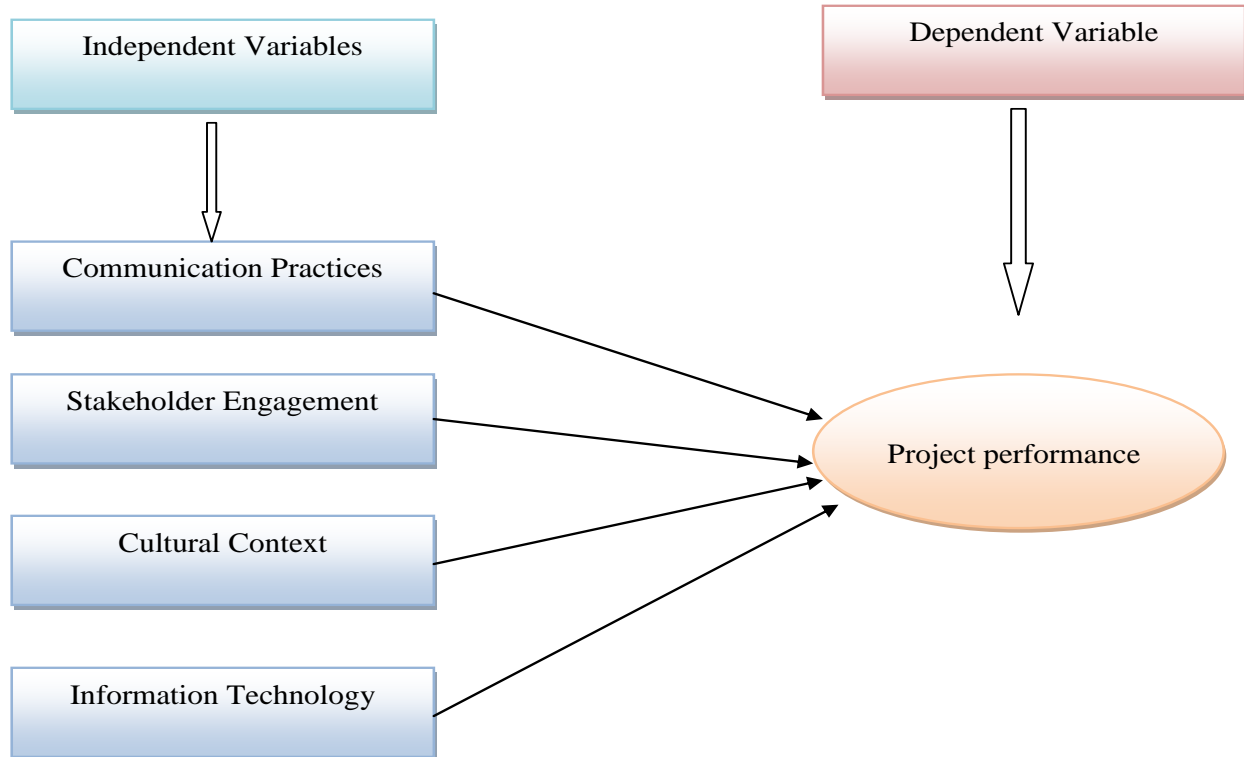 Independent Variables
Dependent Variable
Communication Practices
Stakeholder Engagement
Project performance
Cultural Context
Information Technology